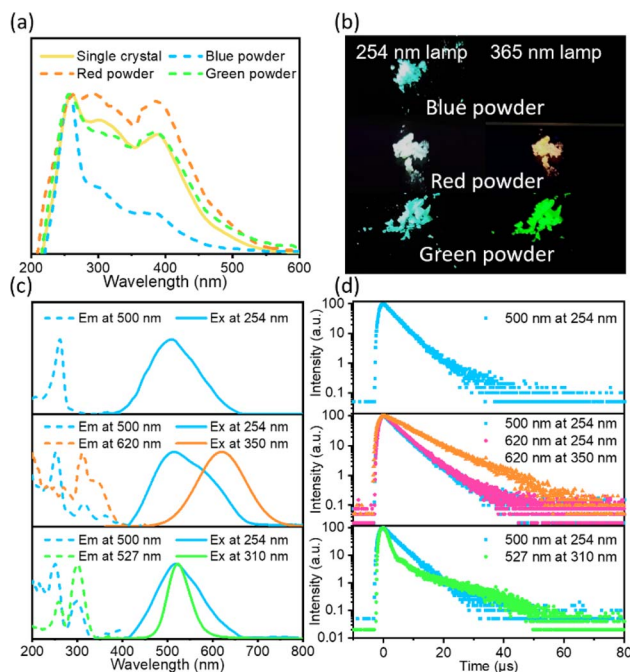 (a)
Single crystal
Blue powder
Red powder
Green powder
200 300 400 500 600
Wavelength (nm)
(b)
254 nm lamp 365 nm lamp
Blue powder
Red powder
Green powder
(c)
Em at 500 nm Ex at 254 nm
Em at 500 nm Ex at 254 nm
Em at 620 nm Ex at 350 nm
Em at 500 nm Ex at 254 nm
Em at 527 nm Ex at 310 nm
200 300 400 500 600 700 800
Wavelength (nm)
(d)
Intensity (a.u.)
100
10
1
0.1
500 nm at 254 nm
Intensity (a.u.)
100
10
1
0.1
500 nm at 254 nm
620 nm at 254 nm
620 nm at 350 nm
Intensity (a.u.)
100
10
1
0.1
0.01
500 nm at 254 nm
527 nm at 310 nm
0 20 40 60 80
Time (μs)